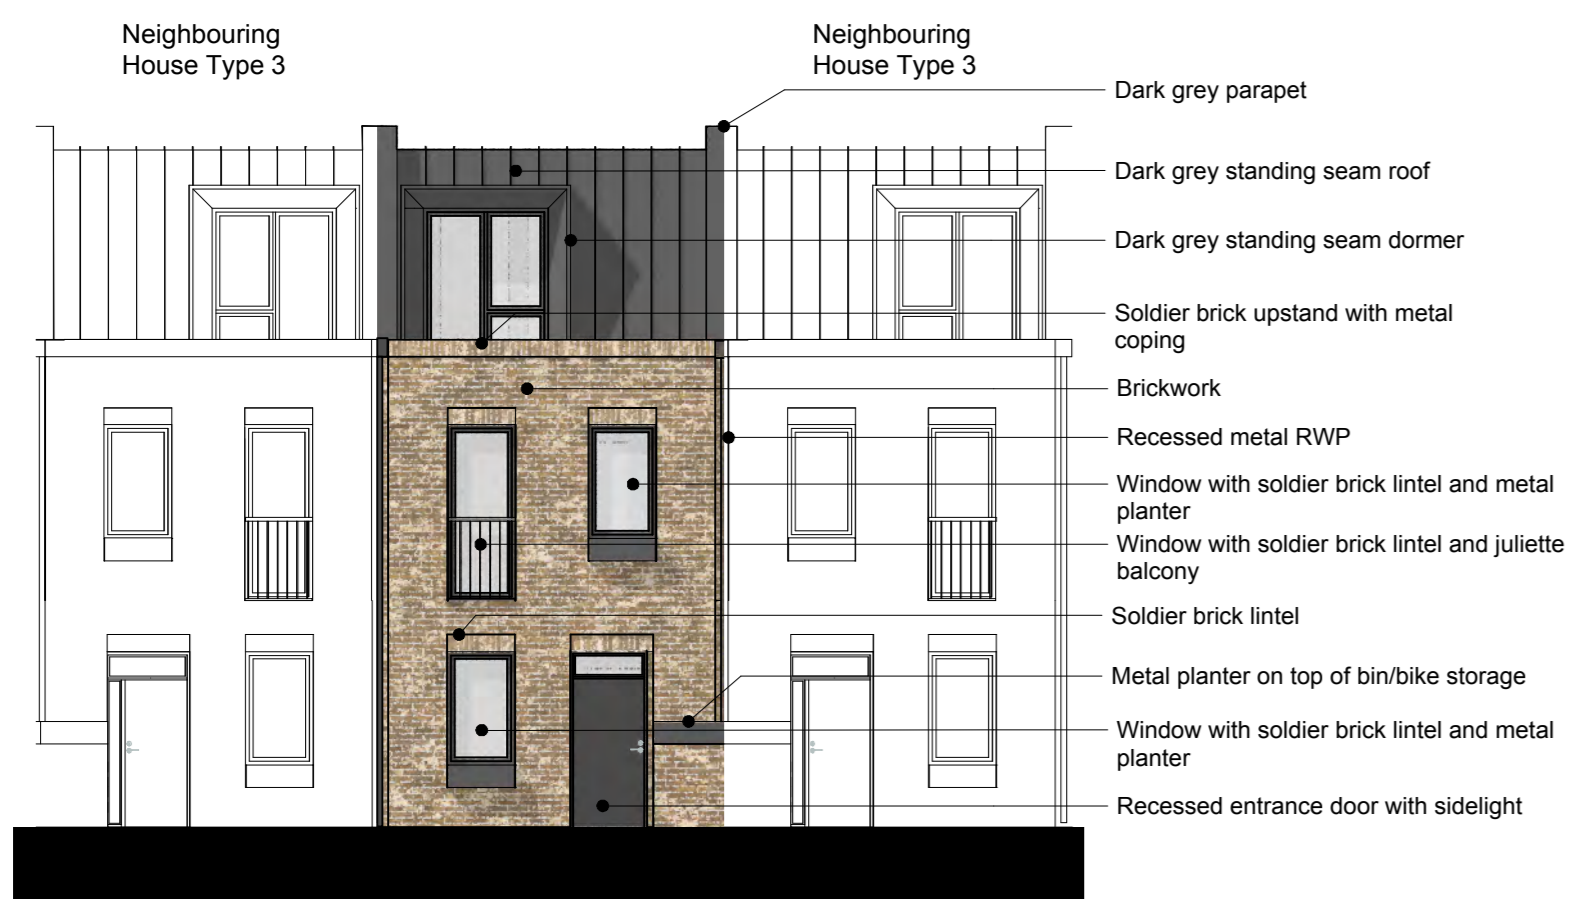 Neighbouring
House Type 3
Neighbouring
House Type 3
Dark grey parapet
Dark grey standing seam roof
Dark grey standing seam dormer
Soldier brick upstand with metal
coping
Brickwork
Recessed metal RWP
Window with soldier brick lintel and metal
planter
Window with soldier brick lintel and juliette
balcony
Soldier brick lintel
Metal planter on top of bin/bike storage
Window with soldier brick lintel and metal
planter
Recessed entrance door with sidelight